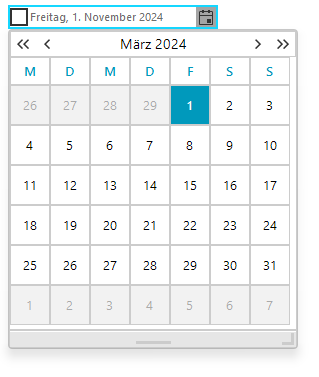 Freitag, 1. November 2024
März 2024
M D M D F S S
26 27 28 29 1 2 3
4 5 6 7 8 9 10
11 12 13 14 15 16 17
18 19 20 21 22 23 24
25 26 27 28 29 30 31
1 2 3 4 5 6 7